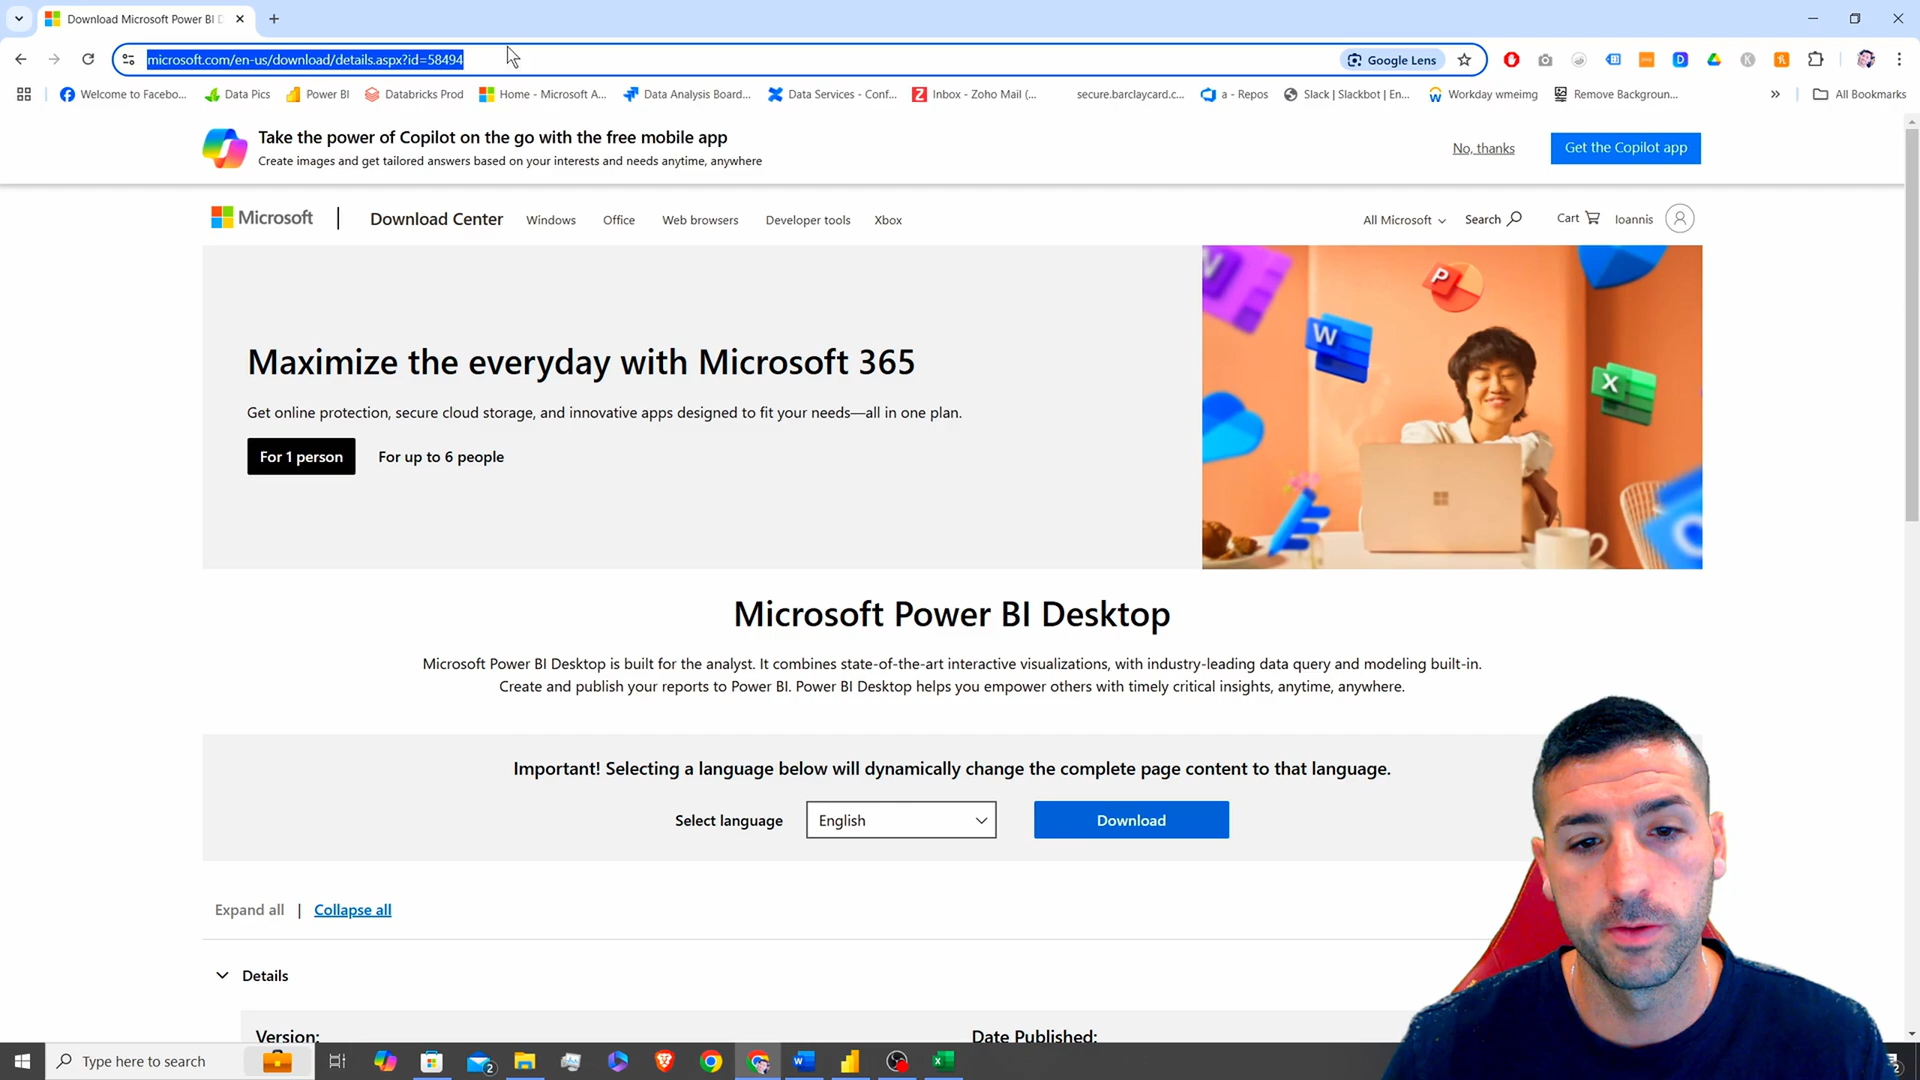 Download Microsoft Power BI D
microsoft.com/en-us/download/details.aspx?id=58494
Google Lens
Welcome to Facebo...
Data Pics
Power BI
Databricks Prod
Home - Microsoft A...
Data Analysis Board...
Data Services - Conf...
Inbox - Zoho Mail (...
secure.barclaycard.c...
a - Repos
Slack | Slackbot | En...
Workday wmeimg
Remove Backgroun...
All Bookmarks
Take the power of Copilot on the go with the free mobile app
Create images and get tailored answers based on your interests and needs anytime, anywhere
No, thanks
Get the Copilot app
Microsoft
Download Center
Windows
Office
Web browsers
Developer tools
Xbox
All Microsoft
Search
Cart
Ioannis
Maximize the everyday with Microsoft 365
Get online protection, secure cloud storage, and innovative apps designed to fit your needs—all in one plan.
For 1 person
For up to 6 people
N
P
W
X
Microsoft Power BI Desktop
Microsoft Power BI Desktop is built for the analyst. It combines state-of-the-art interactive visualizations, with industry-leading data query and modeling built-in.
Create and publish your reports to Power BI. Power BI Desktop helps you empower others with timely critical insights, anytime, anywhere.
Important! Selecting a language below will dynamically change the complete page content to that language.
Select language
English
Download
Expand all | Collapse all
Details
Version:
Date Published:
Type here to search
2
2